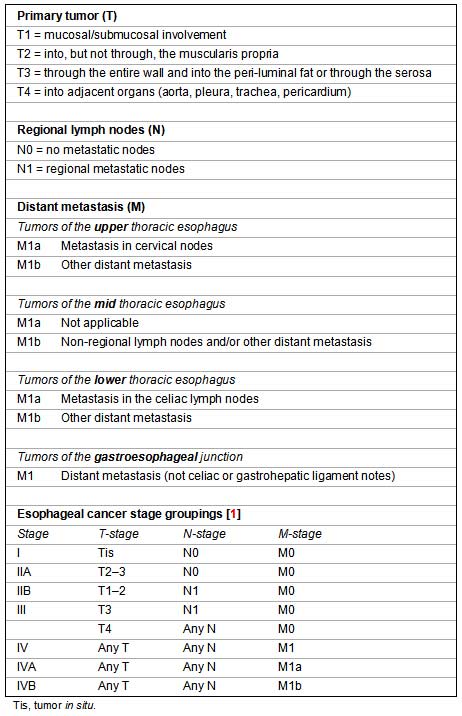 Primary tumor (T)
T1 = mucosal/submucosal involvement
T2 = into, but not through, the muscularis propria
T3 = through the entire wall and into the peri-luminal fat or through the serosa
T4 = into adjacent organs (aorta, pleura, trachea, pericardium)
Regional lymph nodes (N)
N0 = no metastatic nodes
N1 = regional metastatic nodes
Distant metastasis (M)
Tumors of the upper thoracic esophagus
M1a Metastasis in cervical nodes
M1b Other distant metastasis
Tumors of the mid thoracic esophagus
M1a Not applicable
M1b Non-regional lymph nodes and/or other distant metastasis
Tumors of the lower thoracic esophagus
M1a Metastasis in the celiac lymph nodes
M1b Other distant metastasis
Tumors of the gastroesophageal junction
M1 Distant metastasis (not celiac or gastrohepatic ligament notes)
Esophageal cancer stage groupings [1]
Stage T-stage N-stage M-stage
I Tis N0 M0
IIA T2–3 N0 M0
IIB T1–2 N1 M0
III T3 N1 M0
T4 Any N M0
IV Any T Any N M1
IVA Any T Any N M1a
IVB Any T Any N M1b
Tis, tumor in situ.